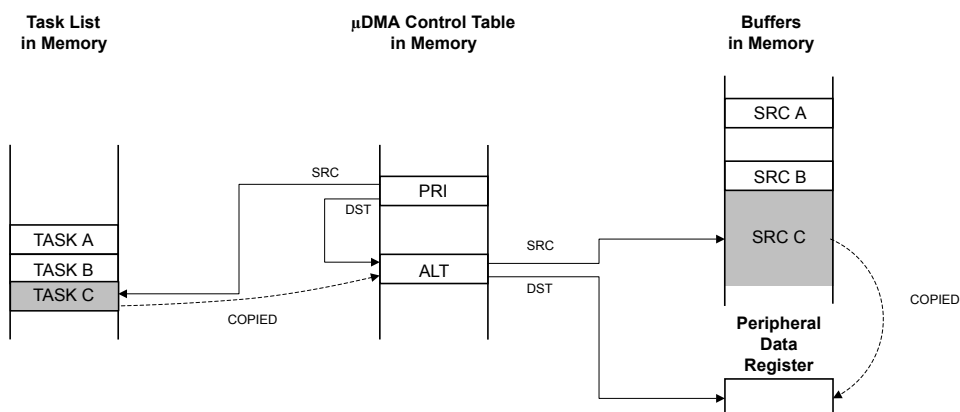 Task List
in Memory
µDMA Control Table
in Memory
Buffers
in Memory
SRC A
SRC B
SRC C
SRC
PRI
DST
TASK A
TASK B
TASK C
ALT
SRC
DST
COPIED
COPIED
Peripheral
Data
Register